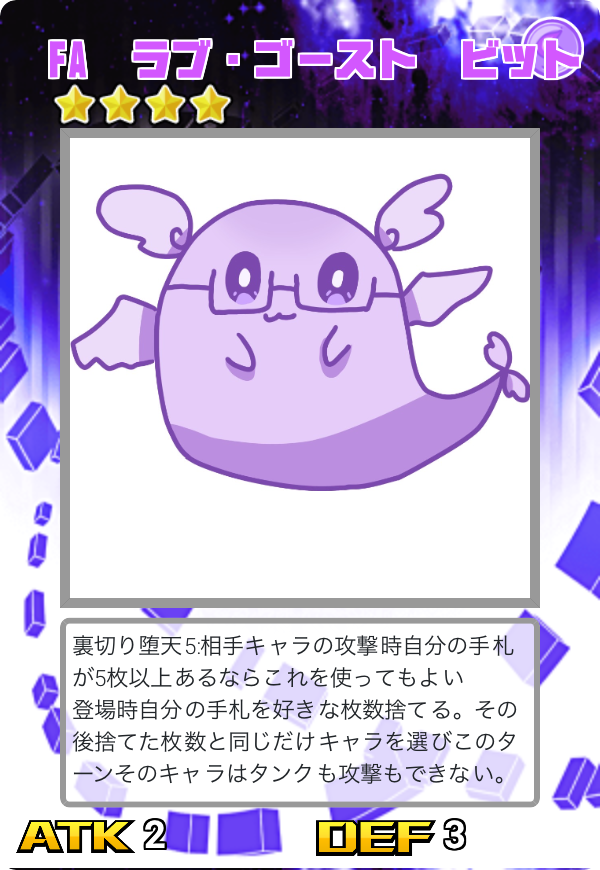 FA ラブ・ゴースト ビット
裏切り堕天5:相手キャラの攻撃時自分の手札
が5枚以上あるならこれを使ってもよい
登場時自分の手札を好きな枚数捨てる。その
後捨てた枚数と同じだけキャラを選びこのタ
ーンそのキャラはタンクも攻撃もできない。
ATK 2 DEF 3